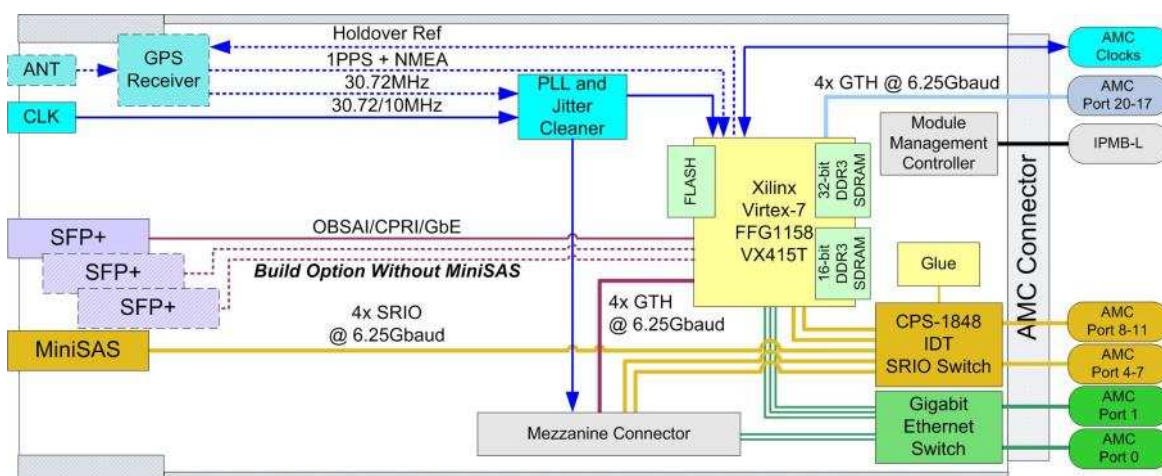 Holdover Ref
GPS
Receiver
1PPS + NMEA
ANT
30.72MHz
30.72/10MHz
CLK
PLL and
Jitter
Cleaner
4x GTH @ 6.25Gbaud
AMC
Clocks
AMC
Port 20-17
Module
Management
Controller
IPMB-L
FLASH
Xilinx
Virtex-7
FFG1158
VX415T
32-bit
DDR3
SDRAM
16-bit
DDR3
SDRAM
AMC Connector
SFP+
OBSAI/CPRI/GbE
SFP+
Build Option Without MiniSAS
SFP+
Glue
4x SRIO
@ 6.25Gbaud
4x GTH
@ 6.25Gbaud
MiniSAS
CPS-1848
IDT
SRIO Switch
AMC
Port 8-11
AMC
Port 4-7
Mezzanine Connector
Gigabit
Ethernet
Switch
AMC
Port 1
AMC
Port 0